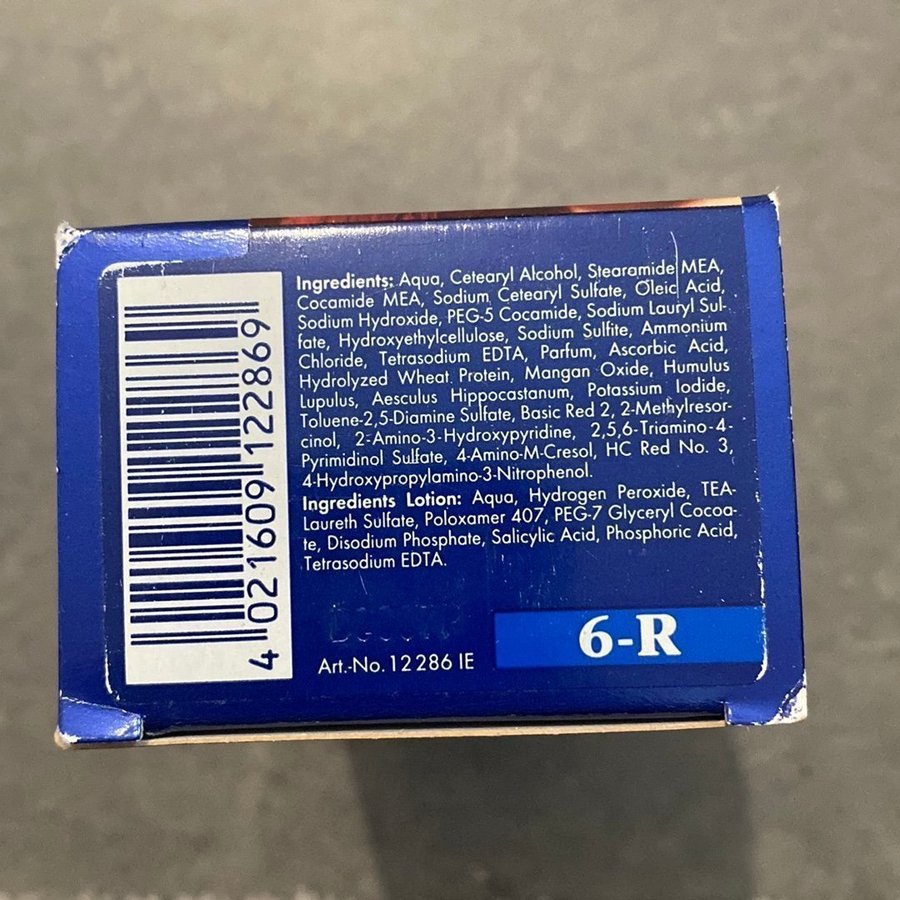 Ingredients: Aqua, Cetearyl Alcohol, Stearamide MEA,
Cocamide MEA, Sodium Cetearyl Sulfate, Oleic Acid,
Sodium Hydroxide, PEG-5 Cocamide, Sodium Lauryl Sul-
fate, Hydroxyethylcellulose, Sodium Sulfite, Ammonium
Chloride, Tetrasodium EDTA, Parfum, Ascorbic Acid,
Hydrolyzed Wheat Protein, Mangan Oxide, Humulus
Lupulus, Aesculus Hippocastanum, Potassium Iodide,
Toluene-2,5-Diamine Sulfate, Basic Red 2, 2-Methylresor-
cinol, 2-Amino-3-Hydroxypyridine, 2,5,6-Triamino-4-
Pyrimidinol Sulfate, 4-Amino-M-Cresol, HC Red No. 3,
4-Hydroxypropylamino-3-Nitrophenol.
Ingredients Lotion: Aqua, Hydrogen Peroxide, TEA-
Laureth Sulfate, Poloxamer 407, PEG-7 Glyceryl Cocoa-
te, Disodium Phosphate, Salicylic Acid, Phosphoric Acid,
Tetrasodium EDTA.
Art.-No. 12 286 IE
6-R
4 021609 122869